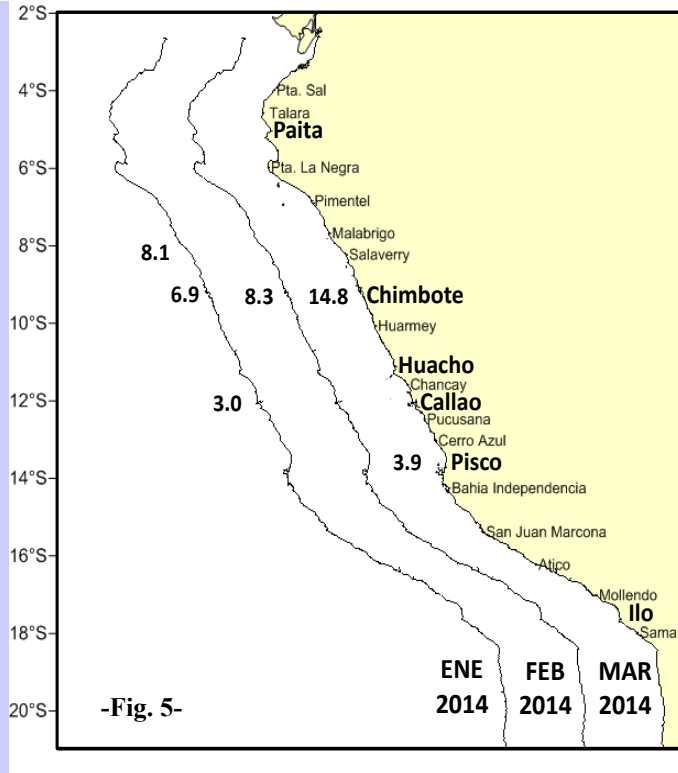 2°S
4°S
Pta. Sal
Talara
Paita
6°S
Pta. La Negra
Pimentel
Malabrigo
8°S
8.1
Salaverry
6.9
8.3
14.8
Chimbote
10°S
Huarmey
Huacho
Chancay
12°S
3.0
Callao
Pucusana
Cerro Azul
3.9
Pisco
14°S
Bahia Independencia
San Juan Marcona
16°S
Atico
Mollendo
Ilo
18°S
Sama
ENE
2014
FEB
2014
MAR
2014
20°S
-Fig. 5-